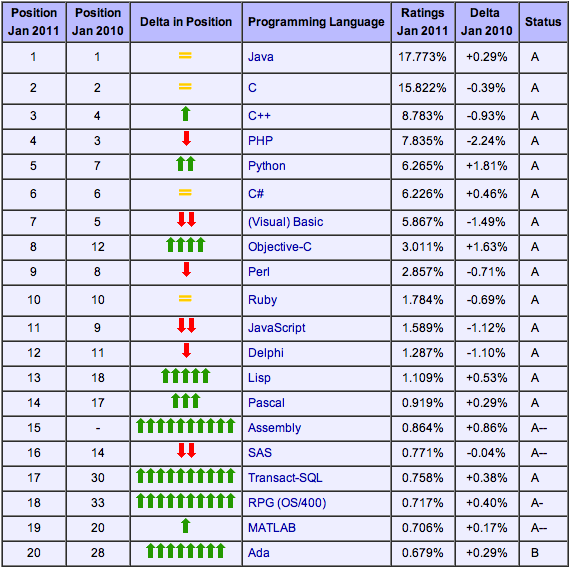 Position Jan 2011 Position Jan 2010 Delta in Position Programming Language Ratings Jan 2011 Delta Jan 2010 Status
1 1 Java 17.773% +0.29% A
2 2 C 15.822% -0.39% A
3 4 C++ 8.783% -0.93% A
4 3 PHP 7.835% -2.24% A
5 7 Python 6.265% +1.81% A
6 6 C# 6.226% +0.46% A
7 5 (Visual) Basic 5.867% -1.49% A
8 12 Objective-C 3.011% +1.63% A
9 8 Perl 2.857% -0.71% A
10 10 Ruby 1.784% -0.69% A
11 9 JavaScript 1.589% -1.12% A
12 11 Delphi 1.287% -1.10% A
13 18 Lisp 1.109% +0.53% A
14 17 Pascal 0.919% +0.29% A
15 - Assembly 0.864% +0.86% A--
16 14 SAS 0.771% -0.04% A--
17 30 Transact-SQL 0.758% +0.38% A
18 33 RPG (OS/400) 0.717% +0.40% A-
19 20 MATLAB 0.706% +0.17% A--
20 28 Ada 0.679% +0.29% B